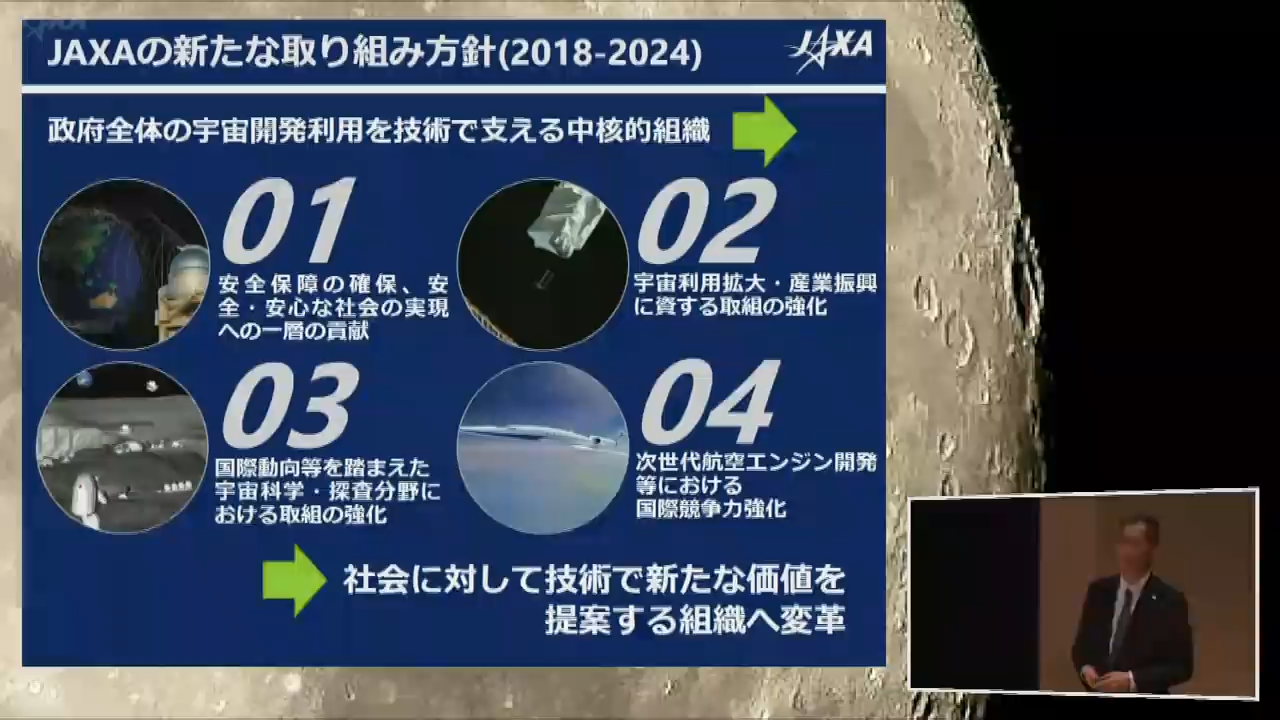 JAXAの新たな取り組み方針(2018-2024)
JAXA
政府全体の宇宙開発利用を技術で支える中核的組織
01
安全保障の確保、安
全・安心な社会の実現
への一層の貢献
02
宇宙利用拡大・産業振興
に資する取組の強化
03
国際動向等を踏まえた
宇宙科学・探査分野に
おける取組の強化
04
次世代航空エンジン開発
等における
国際競争力強化
社会に対して技術で新たな価値を
提案する組織へ変革